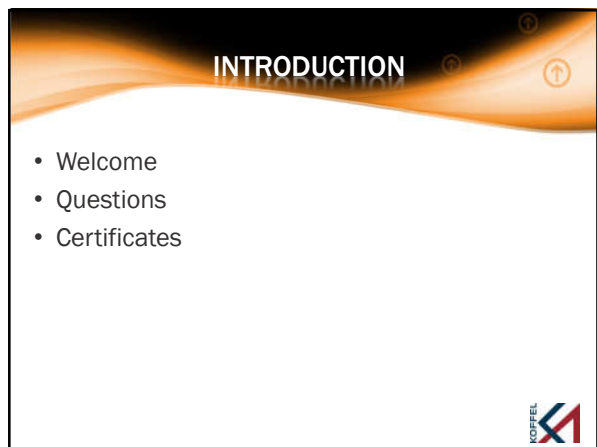 INTRODUCTION
• Welcome
• Questions
• Certificates
KOFFEL